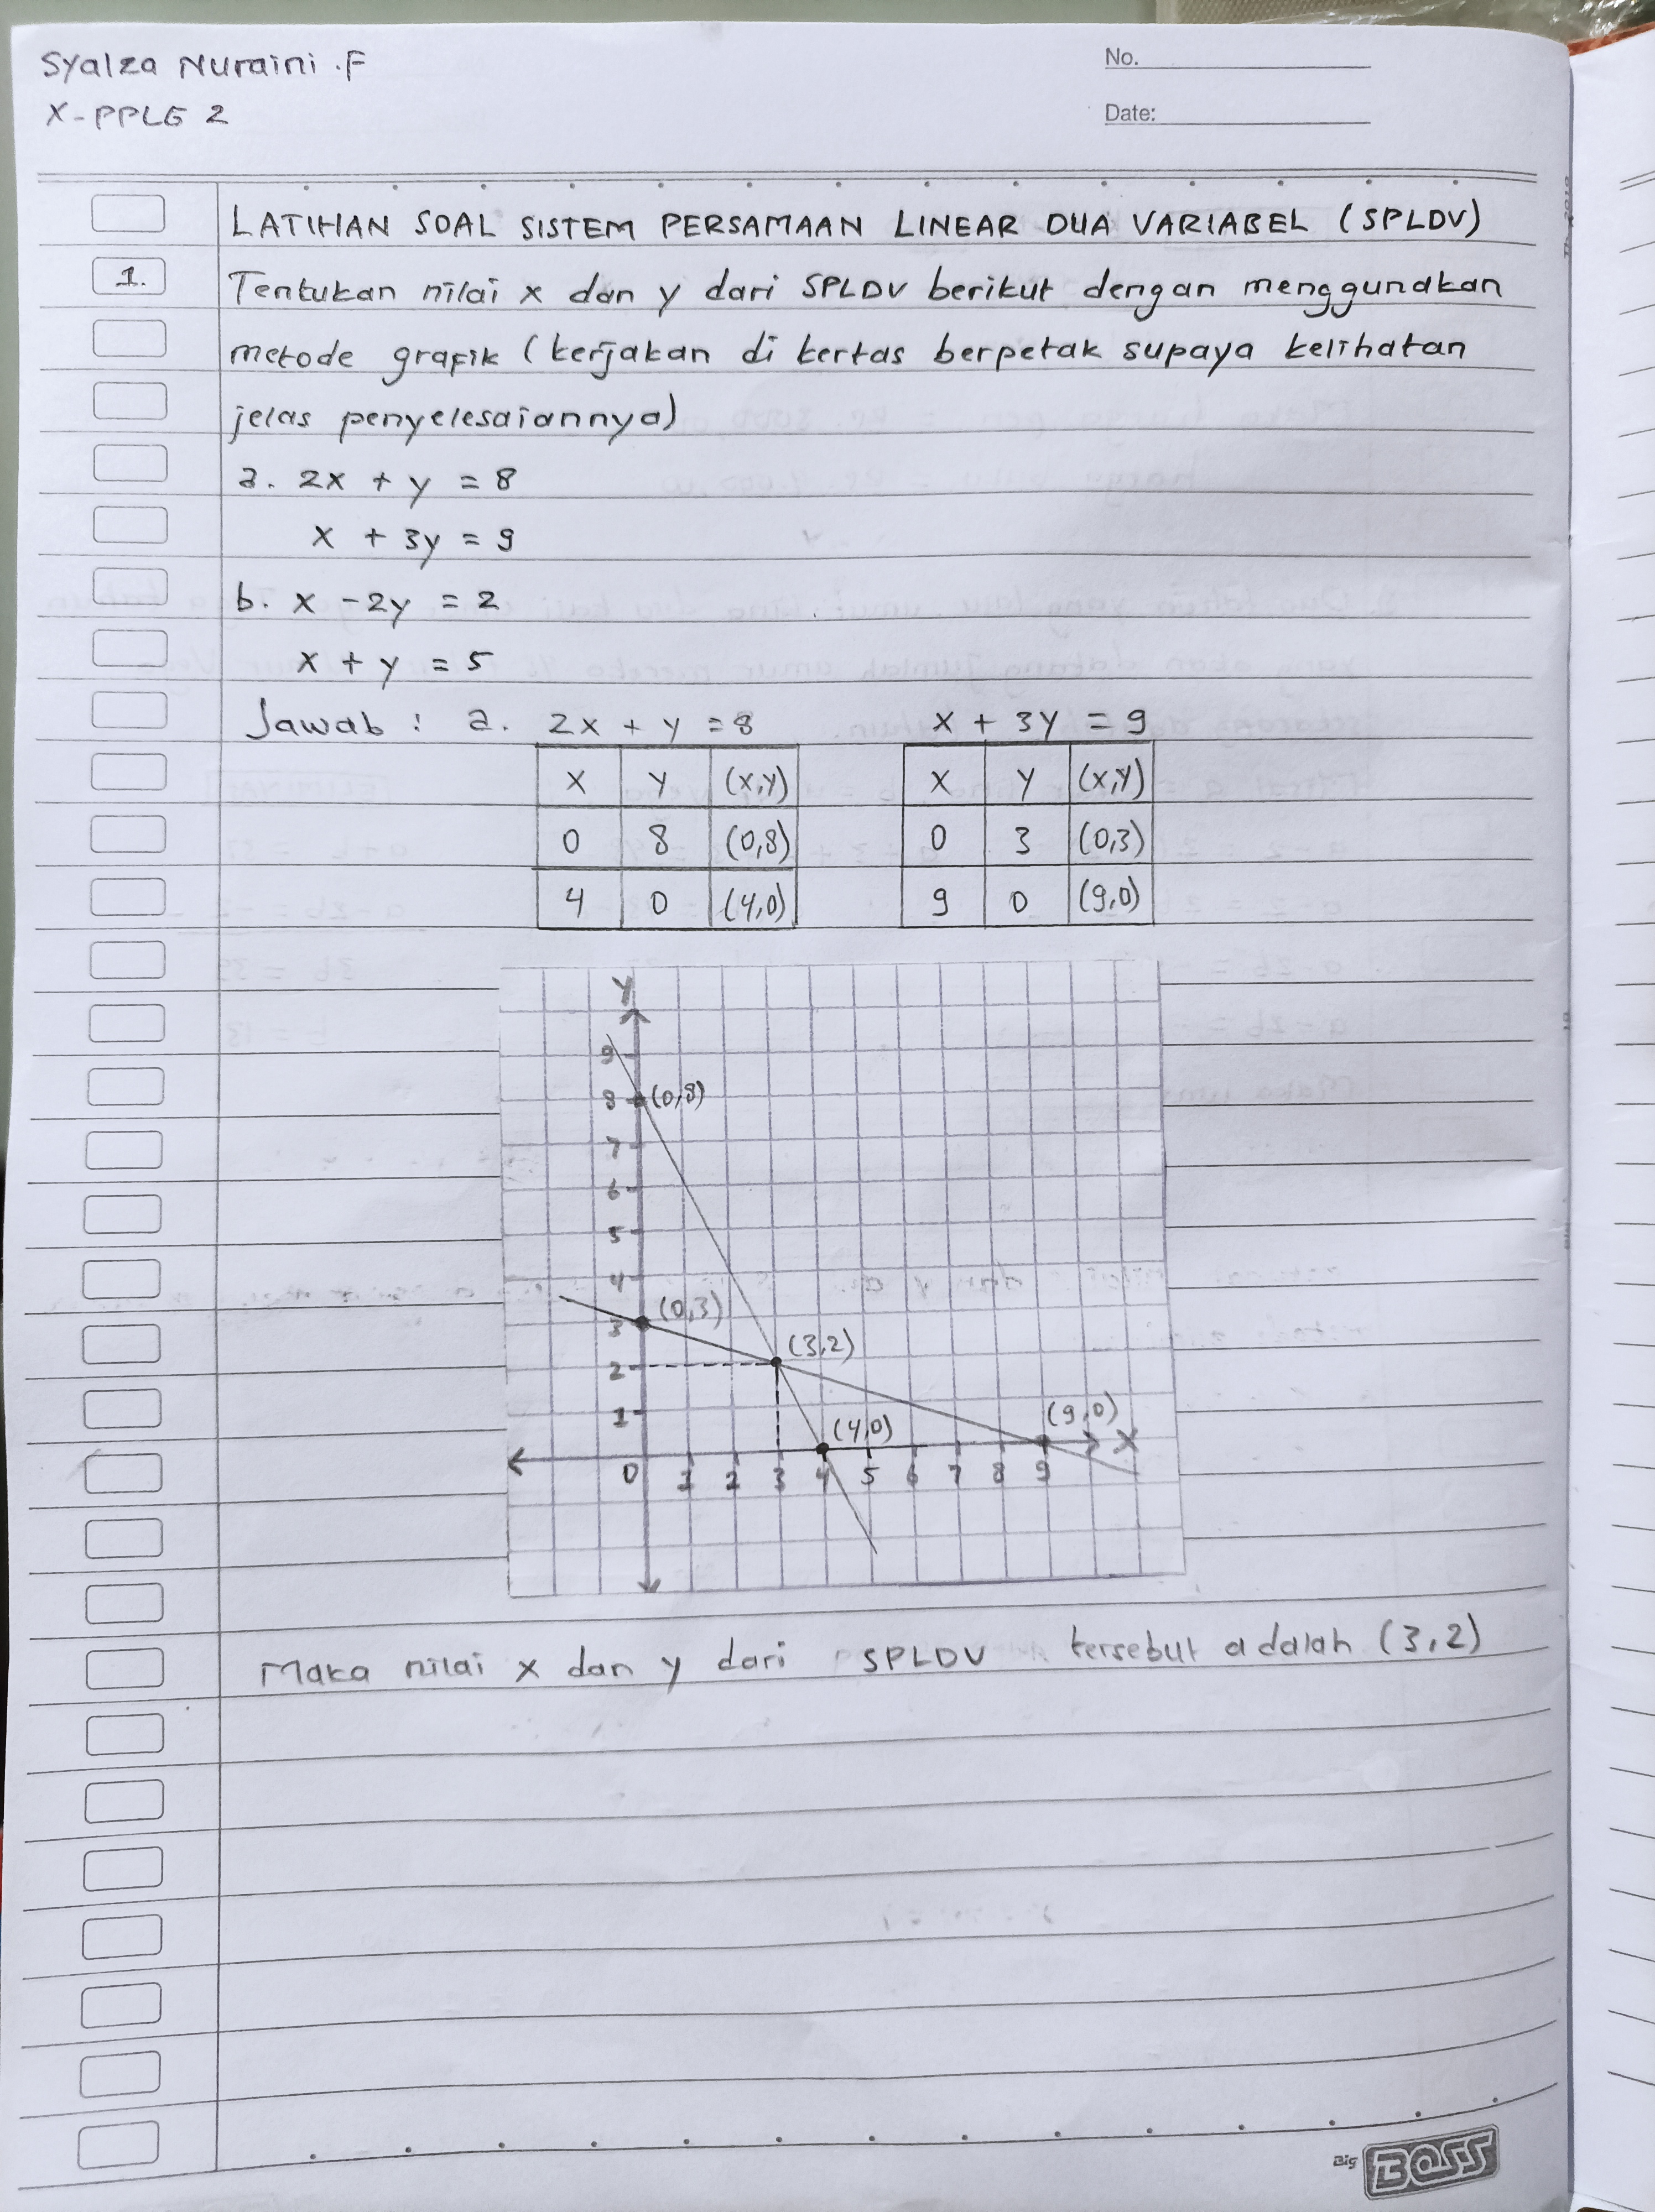 Syalza Nuraini .F
X-PPLG 2
No.
Date:
LATIHAN SOAL SISTEM PERSAMAAN LINEAR DUA VARIABEL (SPLDV)
1. Tentukan nilai x dan y dari SPLDV berikut dengan menggunakan
metode grafik (kerjakan di kertas berpetak supaya kelihatan
jelas penyelesaiannya)
a. 2x + y = 8
x + 3y = 9
b. x - 2y = 2
x + y = 5
Jawab : a. 2x + y = 8 x + 3y = 9
X Y (x,y) X Y (x,y)
0 8 (0,8) 0 3 (0,3)
4 0 (4,0) 9 0 (9,0)
Y
9
8 (0,8)
7
6
5
4
3 (0,3)
2 (3,2)
1 (4,0) (9,0) X
0 1 2 3 4 5 6 7 8 9
Maka nilai x dan y dari SPLDV tersebut adalah (3,2)
Big BOSS